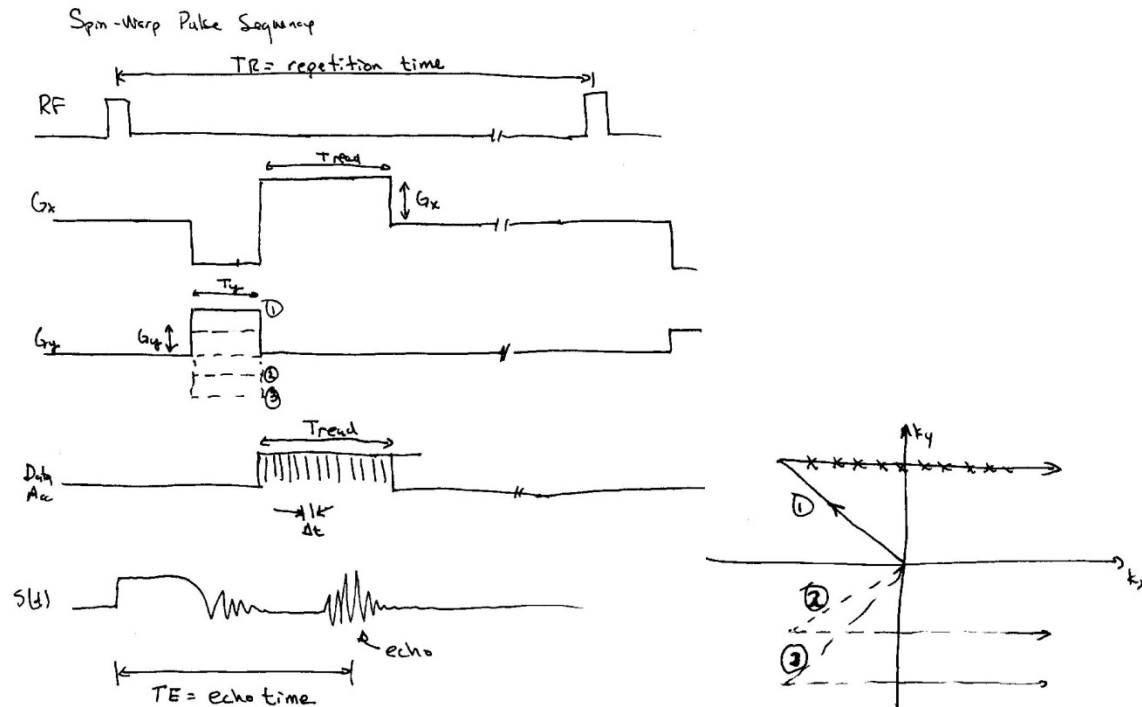 Spin-Warp Pulse Sequence
TR = repetition time
RF
Tread
Gx
Gx
Ty
①
Gy
Gy
②
③
Tread
Data
Acc
Δt
S(t)
echo
TE = echo time
ky
①
kx
②
③